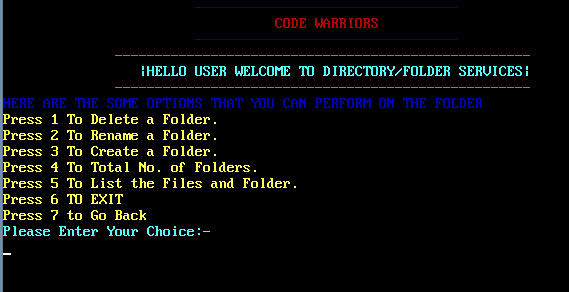 CODE WARRIORS
|HELLO USER WELCOME TO DIRECTORY/FOLDER SERVICES|
HERE ARE THE SOME OPTIONS THAT YOU CAN PERFORM ON THE FOLDER
Press 1 To Delete a Folder.
Press 2 To Rename a Folder.
Press 3 To Create a Folder.
Press 4 To Total No. of Folders.
Press 5 To List the Files and Folder.
Press 6 TO EXIT
Press 7 to Go Back
Please Enter Your Choice:-